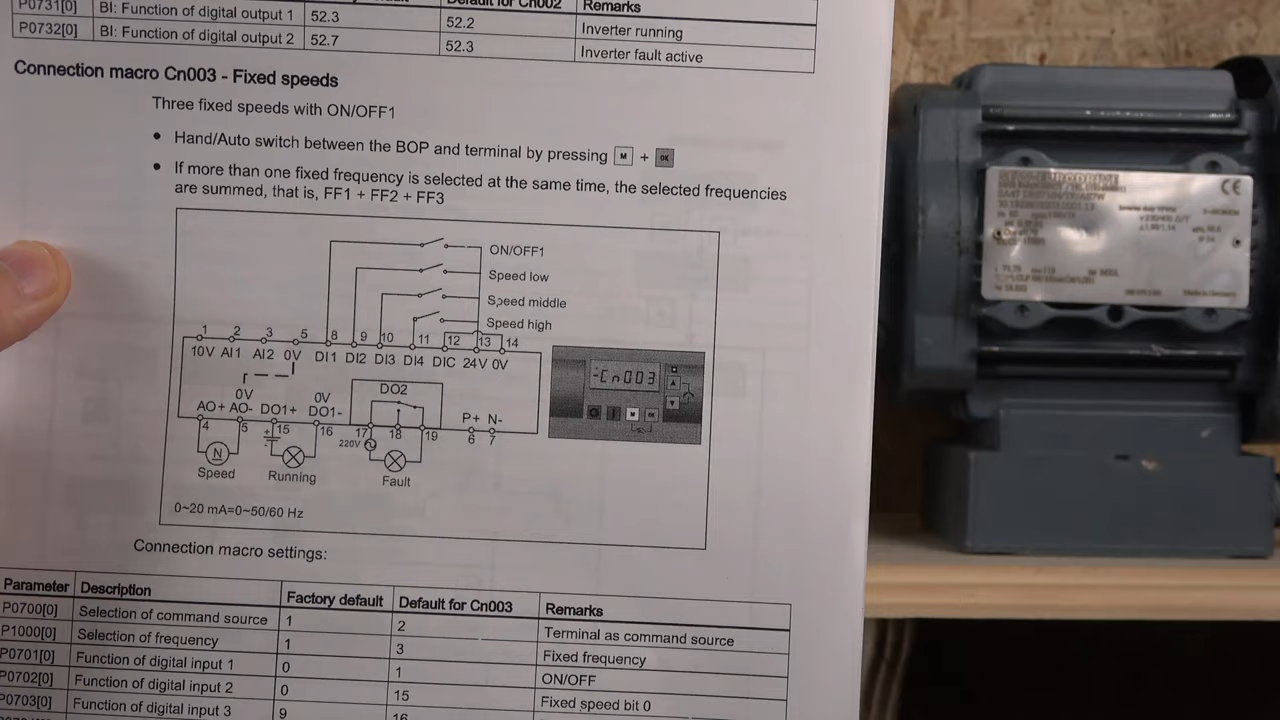 P0731[0] BI: Function of digital output 1 52.3 52.2 Inverter running
Default for Cn002 Remarks
P0732[0] BI: Function of digital output 2 52.7 52.3 Inverter fault active
Connection macro Cn003 - Fixed speeds
Three fixed speeds with ON/OFF1
• Hand/Auto switch between the BOP and terminal by pressing M + OK
• If more than one fixed frequency is selected at the same time, the selected frequencies
are summed, that is, FF1 + FF2 + FF3
ON/OFF1
Speed low
Speed middle
Speed high
1 2 3 5 8 9 10 11 12 13 14
10V AI1 AI2 0V DI1 DI2 DI3 DI4 DIC 24V 0V
-Cn003
M OK
0V 0V DO2
AO+ AO- DO1+ DO1- P+ N-
4 5 15 16 17 18 19 6 7
220V
N
Speed Running Fault
0~20 mA=0~50/60 Hz
Connection macro settings:
Parameter Description Factory default Default for Cn003 Remarks
P0700[0] Selection of command source 1 2 Terminal as command source
P1000[0] Selection of frequency 1 3 Fixed frequency
P0701[0] Function of digital input 1 0 1 ON/OFF
P0702[0] Function of digital input 2 0 15 Fixed speed bit 0
P0703[0] Function of digital input 3 9 16
CE
Made in Germany